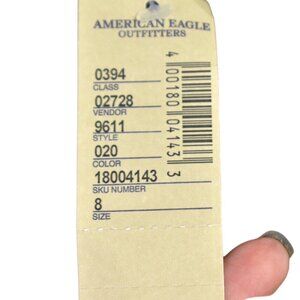 AMERICAN EAGLE
OUTFITTERS
0394
CLASS
02728
VENDOR
9611
STYLE
020
COLOR
18004143
SKU NUMBER
8
SIZE
4 00180 04143 3